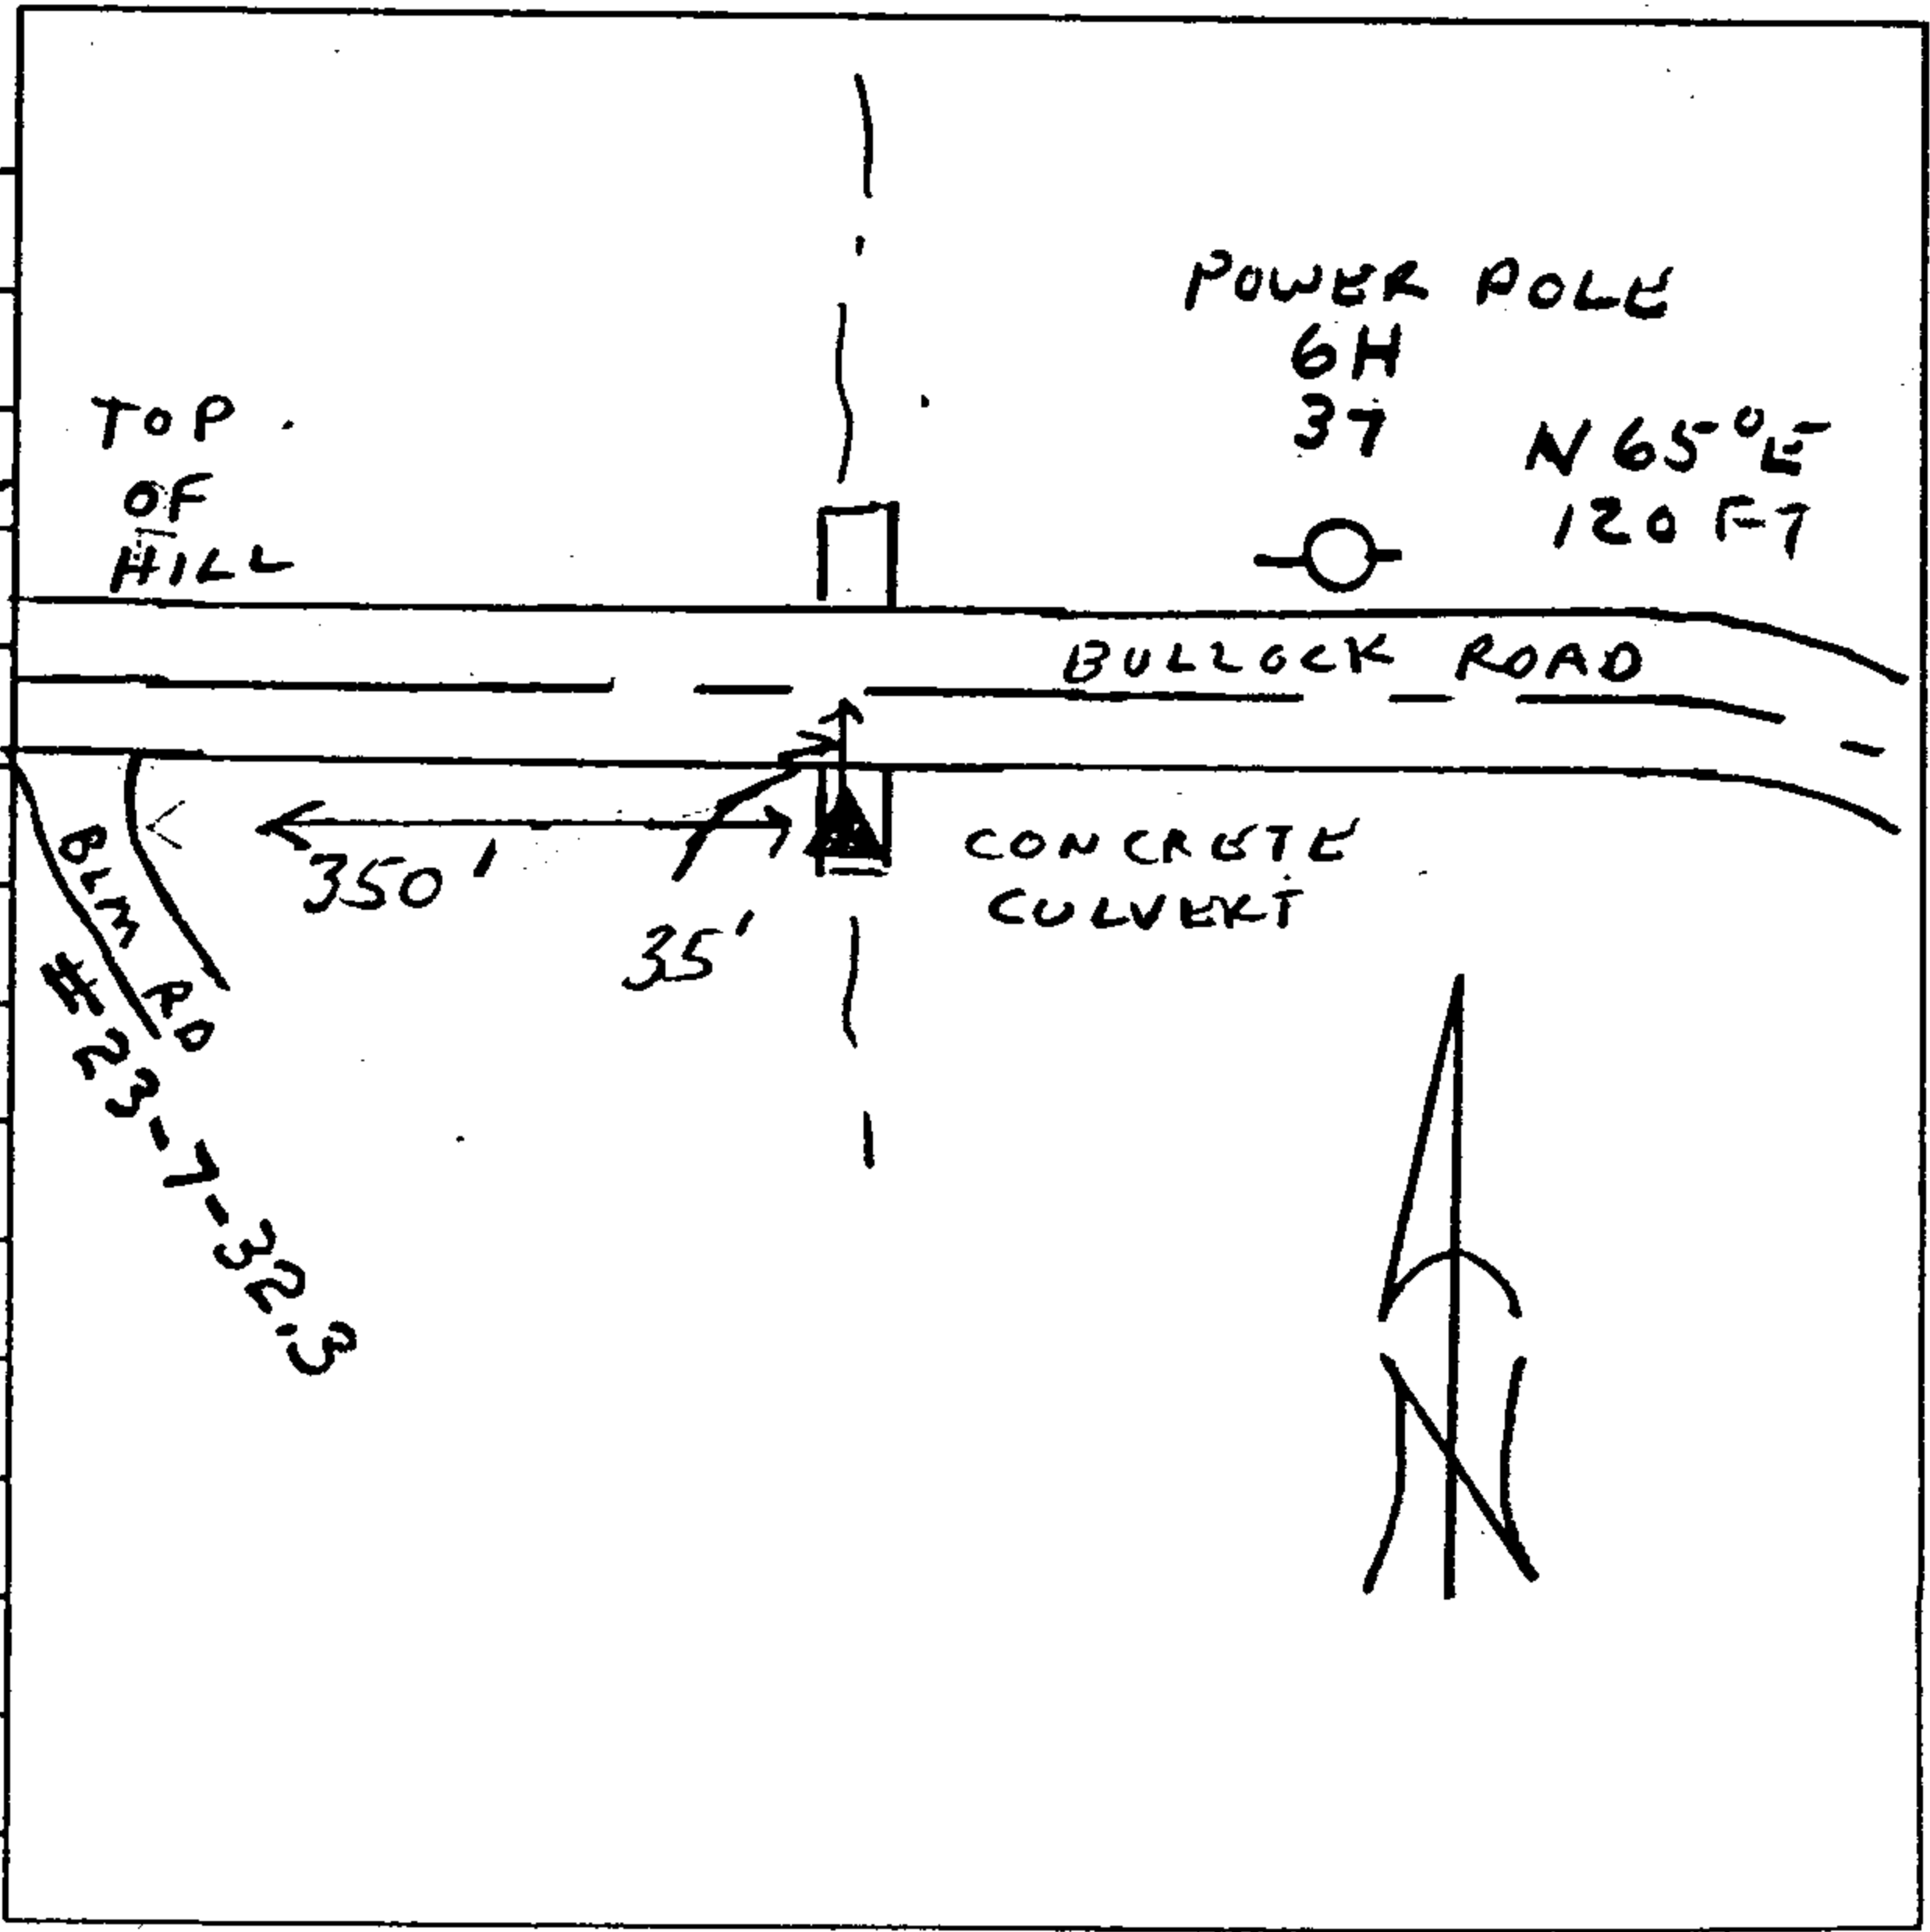 POWER POLE
6H
37
N65°E
120 FT
TOP
OF
HILL
BULLOCK ROAD
350'
35'
CONCRETE
CULVERT
BLM RD
#23-7-32.3
N